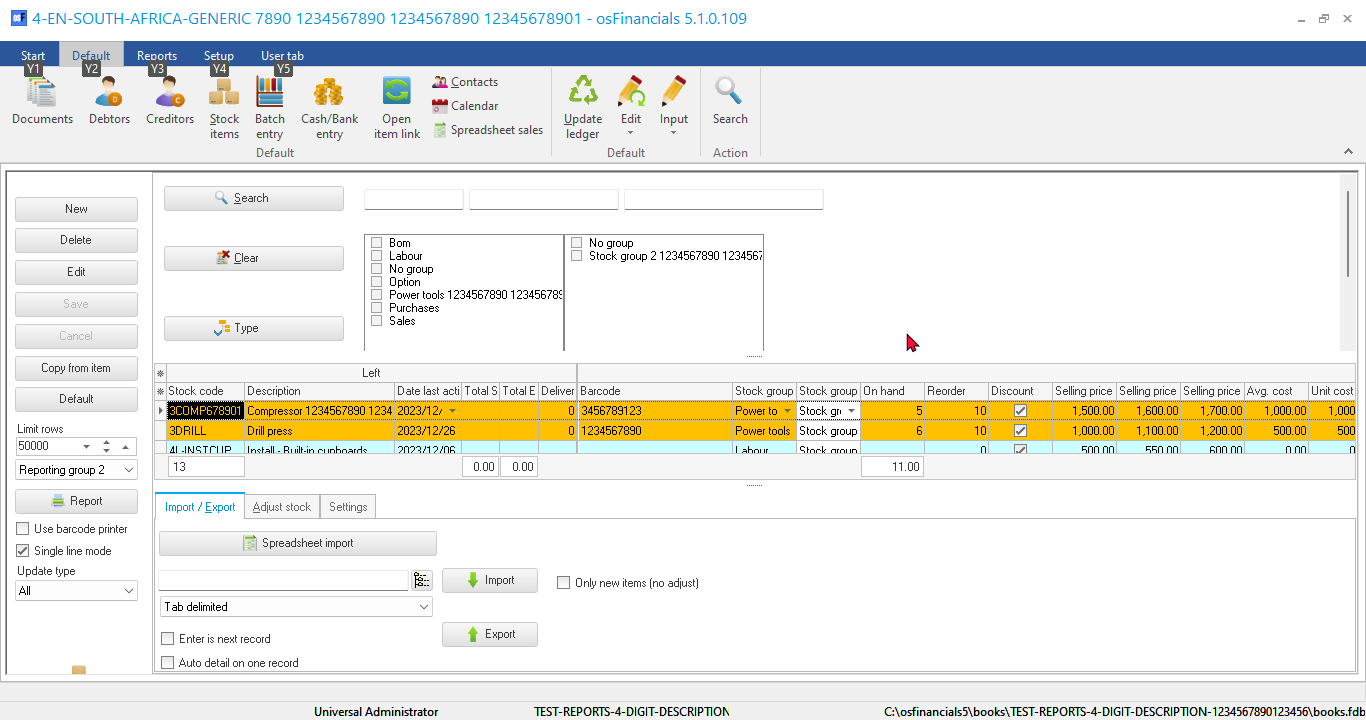 osF 4-EN-SOUTH-AFRICA-GENERIC 7890 1234567890 1234567890 12345678901 - osFinancials 5.1.0.109
Start Default Reports Setup User tab
Y1 Y2 Y3 Y4 Y5
Documents Debtors Creditors Stock items Batch entry Cash/Bank entry Open item link
Contacts
Calendar
Spreadsheet sales
Update ledger Edit Input Search
Default Default Action
New
Delete
Edit
Save
Cancel
Copy from item
Default
Limit rows
50000
Reporting group 2
Report
Use barcode printer
Single line mode
Update type
All
Search
Clear
Type
Bom
Labour
No group
Option
Power tools 1234567890 123456789
Purchases
Sales
No group
Stock group 2 1234567890 1234567
Left
Stock code Description Date last acti Total S Total E Deliver Barcode Stock group Stock group On hand Reorder Discount Selling price Selling price Selling price Avg. cost Unit cost
3COMP678901 Compressor 1234567890 1234 2023/12/ 0 3456789123 Power to Stock gr 5 10 1,500.00 1,600.00 1,700.00 1,000.00 1,000
3DRILL Drill press 2023/12/26 0 1234567890 Power tools Stock group 6 10 1,000.00 1,100.00 1,200.00 500.00 500
4L-INSTCUP Install - Built-in cupboards 2023/12/06 Labour Stock group 0 500.00 550.00 600.00 0.00 0
13 0.00 0.00 11.00
Import / Export Adjust stock Settings
Spreadsheet import
Import Only new items (no adjust)
Tab delimited
Export
Enter is next record
Auto detail on one record
Universal Administrator TEST-REPORTS-4-DIGIT-DESCRIPTION C:\osfinancials5\books\TEST-REPORTS-4-DIGIT-DESCRIPTION-1234567890123456\books.fdb